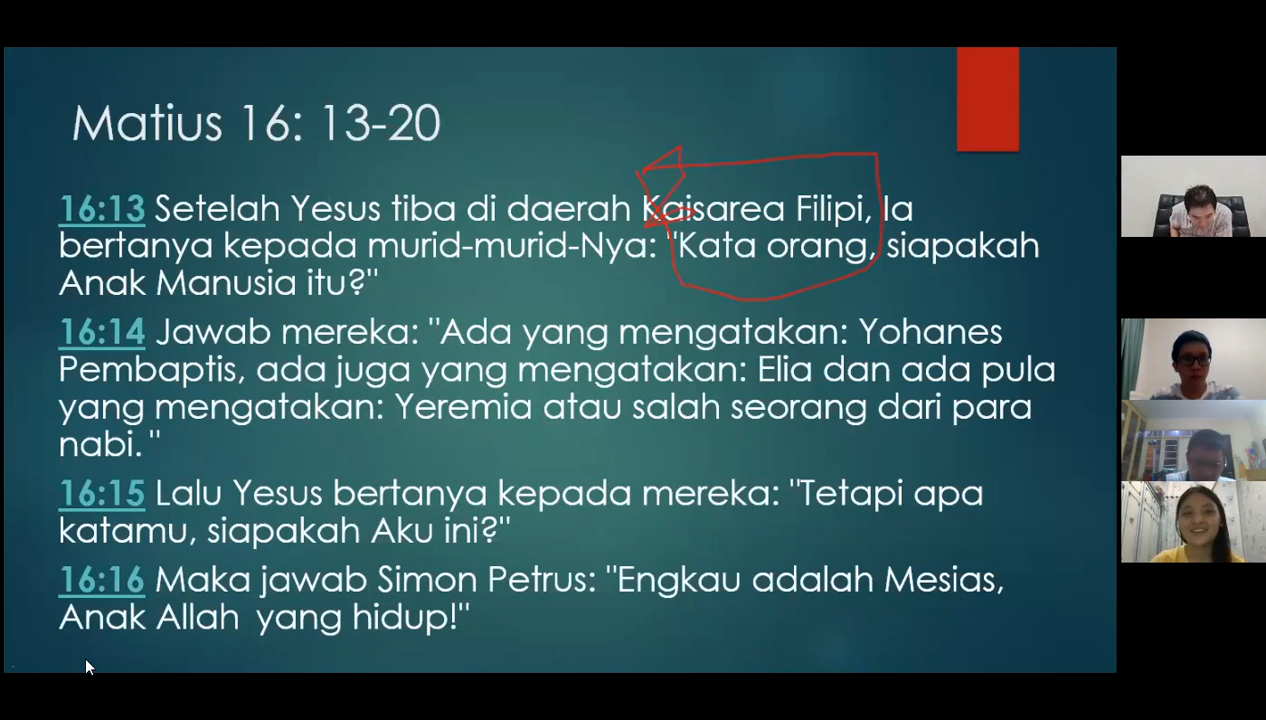 Matius 16: 13-20
16:13 Setelah Yesus tiba di daerah Kaisarea Filipi, Ia
bertanya kepada murid-murid-Nya: "Kata orang, siapakah
Anak Manusia itu?"
16:14 Jawab mereka: "Ada yang mengatakan: Yohanes
Pembaptis, ada juga yang mengatakan: Elia dan ada pula
yang mengatakan: Yeremia atau salah seorang dari para
nabi. "
16:15 Lalu Yesus bertanya kepada mereka: "Tetapi apa
katamu, siapakah Aku ini?"
16:16 Maka jawab Simon Petrus: "Engkau adalah Mesias,
Anak Allah  yang hidup!"